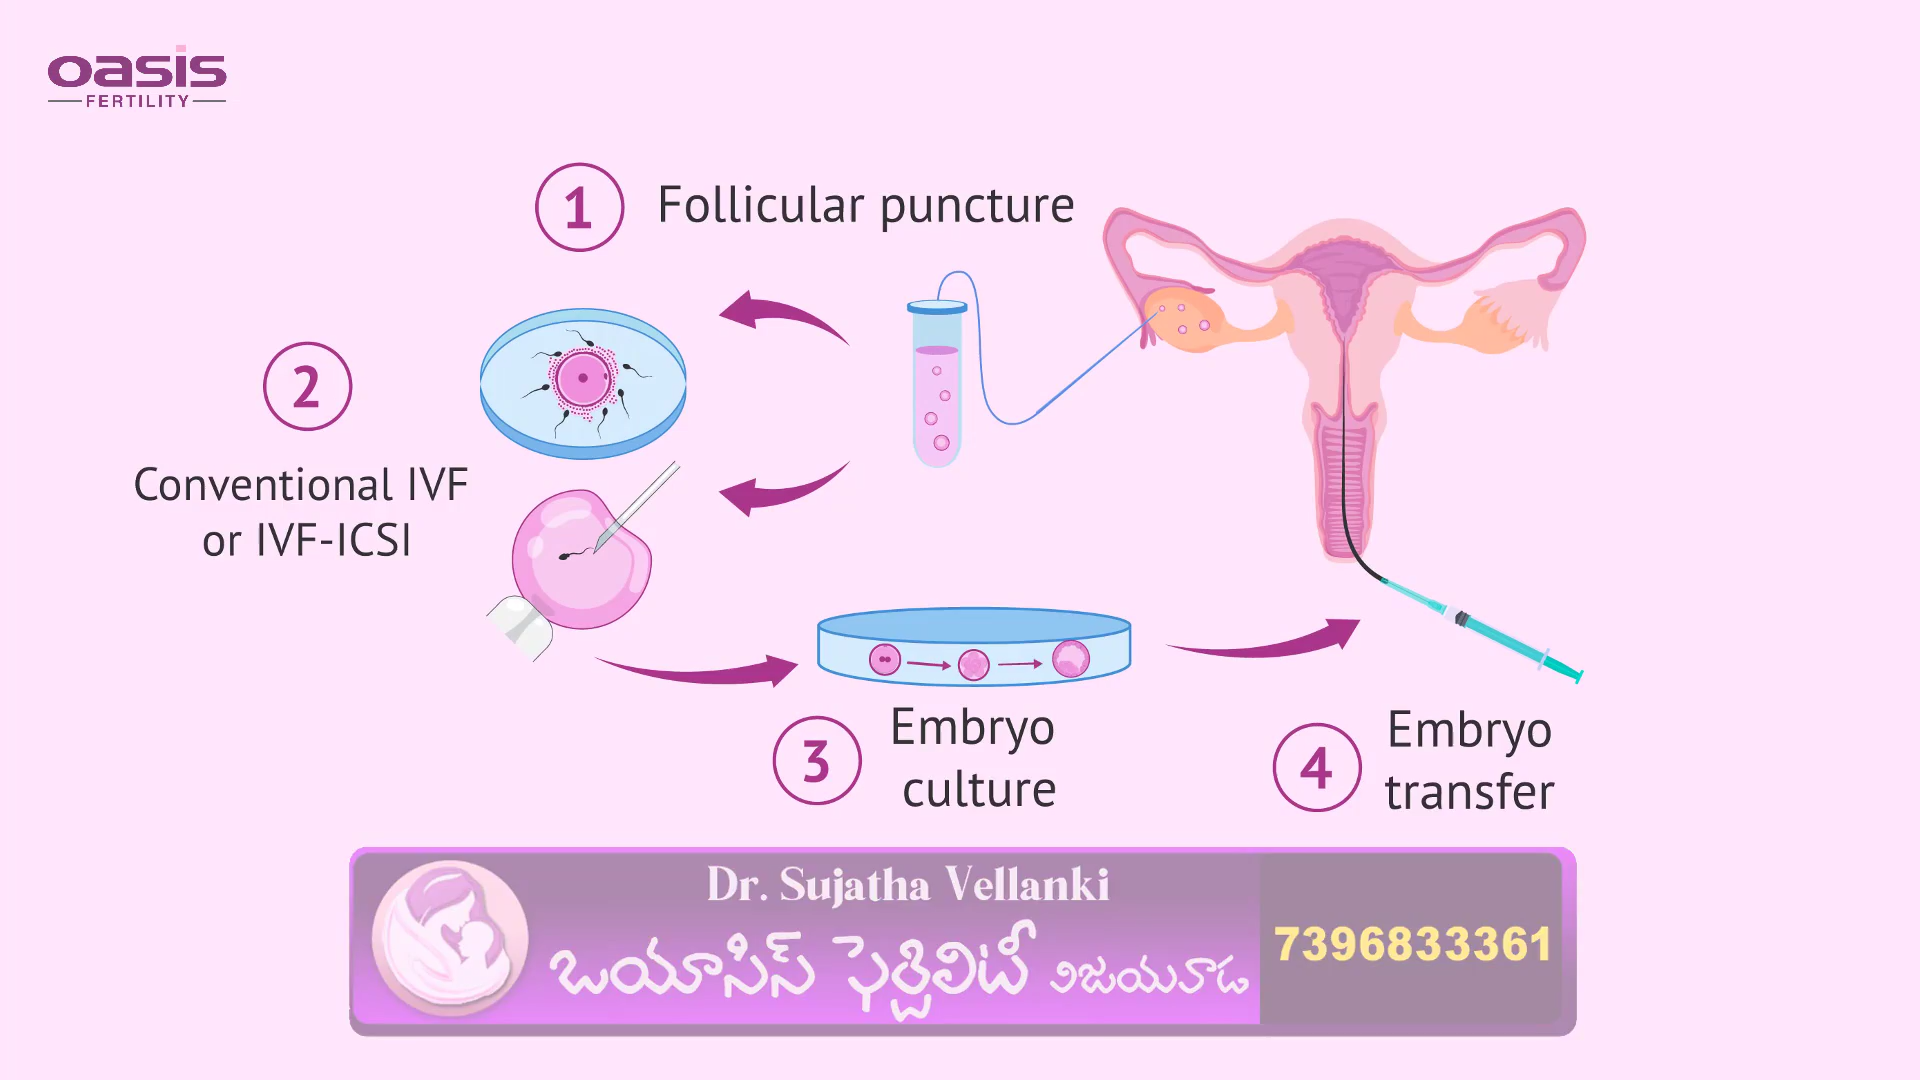 oasis
FERTILITY
1 Follicular puncture
2
Conventional IVF
or IVF-ICSI
3 Embryo
culture
4 Embryo
transfer
Dr. Sujatha Vellanki
ఒయాసిస్ ఫెర్టిలిటీ విజయవాడ
7396833361